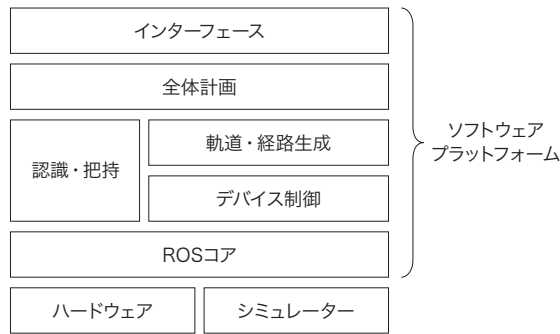 インターフェース
全体計画
認識・把持
軌道・経路生成
デバイス制御
ROSコア
ハードウェア
シミュレーター
ソフトウェア
プラットフォーム